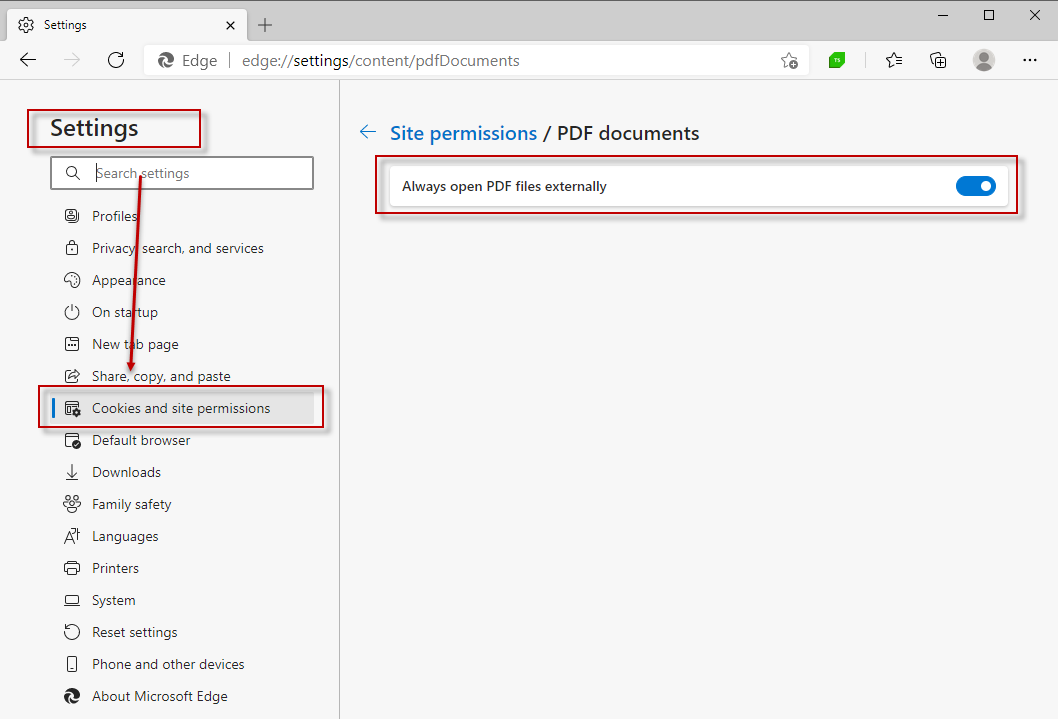 Settings
Edge | edge://settings/content/pdfDocuments
TS
Settings
Search settings
Profiles
Privacy, search, and services
Appearance
On startup
New tab page
Share, copy, and paste
Cookies and site permissions
Default browser
Downloads
Family safety
Languages
Printers
System
Reset settings
Phone and other devices
About Microsoft Edge
Site permissions / PDF documents
Always open PDF files externally